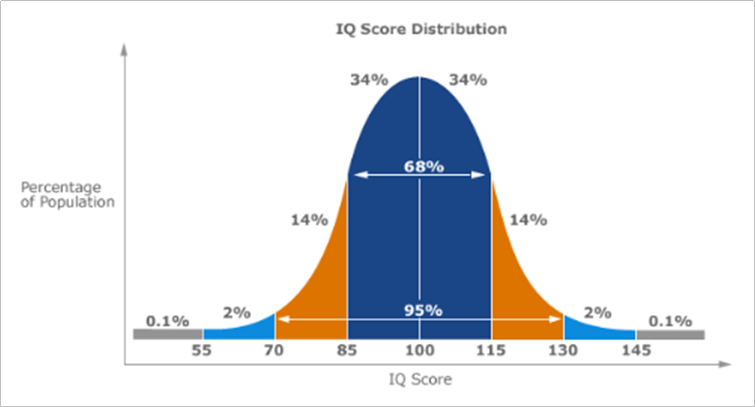 IQ Score Distribution
34% 34%
68%
Percentage
of Population
14% 14%
95%
2% 2%
0.1% 0.1%
55 70 85 100 115 130 145
IQ Score